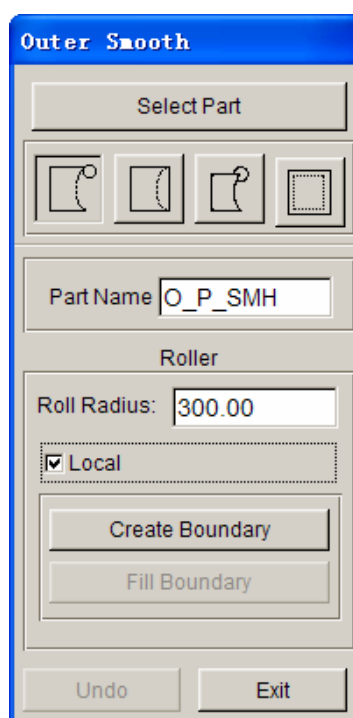 Outer Smooth
Select Part
Part Name O_P_SMH
Roller
Roll Radius: 300.00
Local
Create Boundary
Fill Boundary
Undo Exit